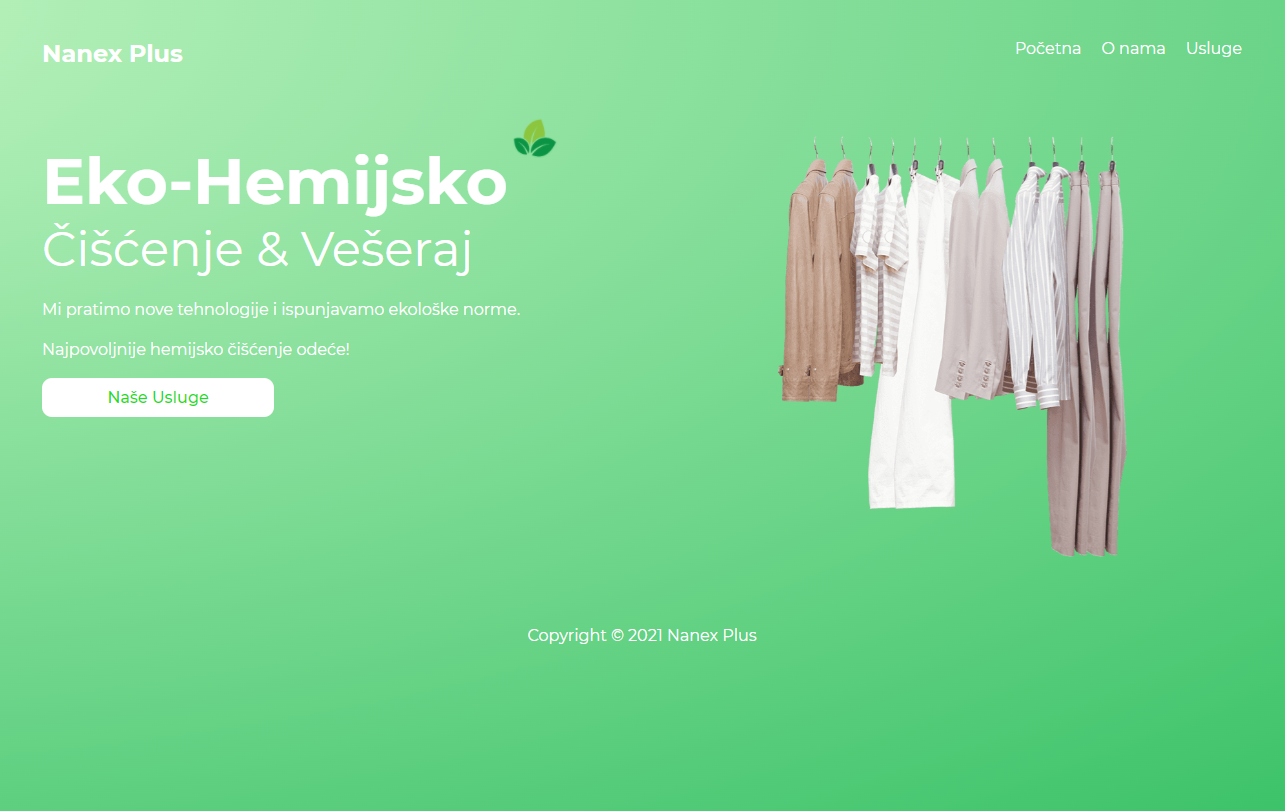 Nanex Plus
Početna O nama Usluge
Eko-Hemijsko
Čišćenje & Vešeraj
Mi pratimo nove tehnologije i ispunjavamo ekološke norme.
Najpovoljnije hemijsko čišćenje odeće!
Naše Usluge
Copyright © 2021 Nanex Plus